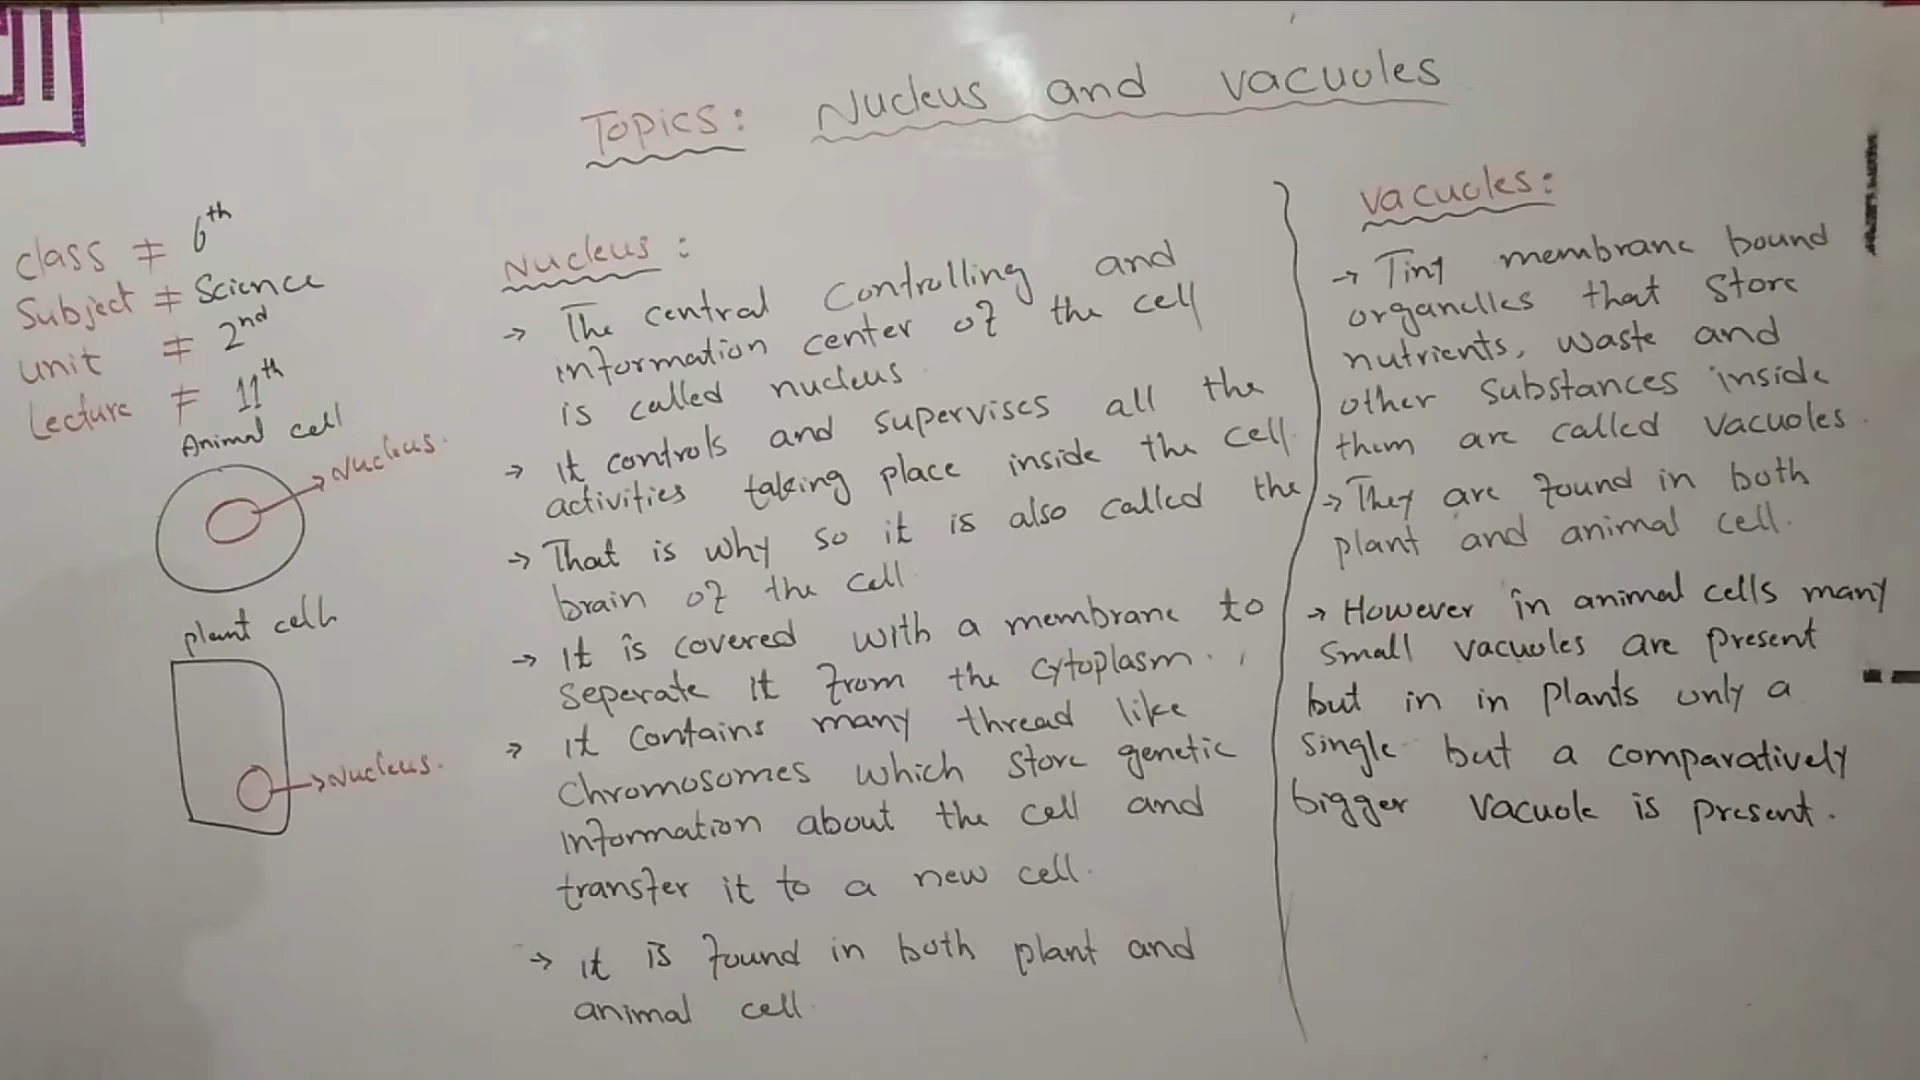 Topics: Nucleus and vacuoles
class = 6th
Subject = Science
unit = 2nd
Lecture = 11th
Animal cell
Nucleus.
plant cell
Nucleus.
Nucleus:
→ The central controlling and
information center of the cell
is called nucleus
→ it controls and supervises all the
activities taking place inside the cell.
→ That is why so it is also called the
brain of the cell.
→ It is covered with a membrane to
seperate it from the cytoplasm.
→ it contains many thread like
chromosomes which store genetic
information about the cell and
transfer it to a new cell.
→ it is found in both plant and
animal cell.
vacuoles:
→ Tiny membrane bound
organelles that store
nutrients, waste and
other substances inside
them are called vacuoles.
→ They are found in both
plant and animal cell.
→ However in animal cells many
small vacuoles are present
but in in plants only a
single but a comparatively
bigger vacuole is present.